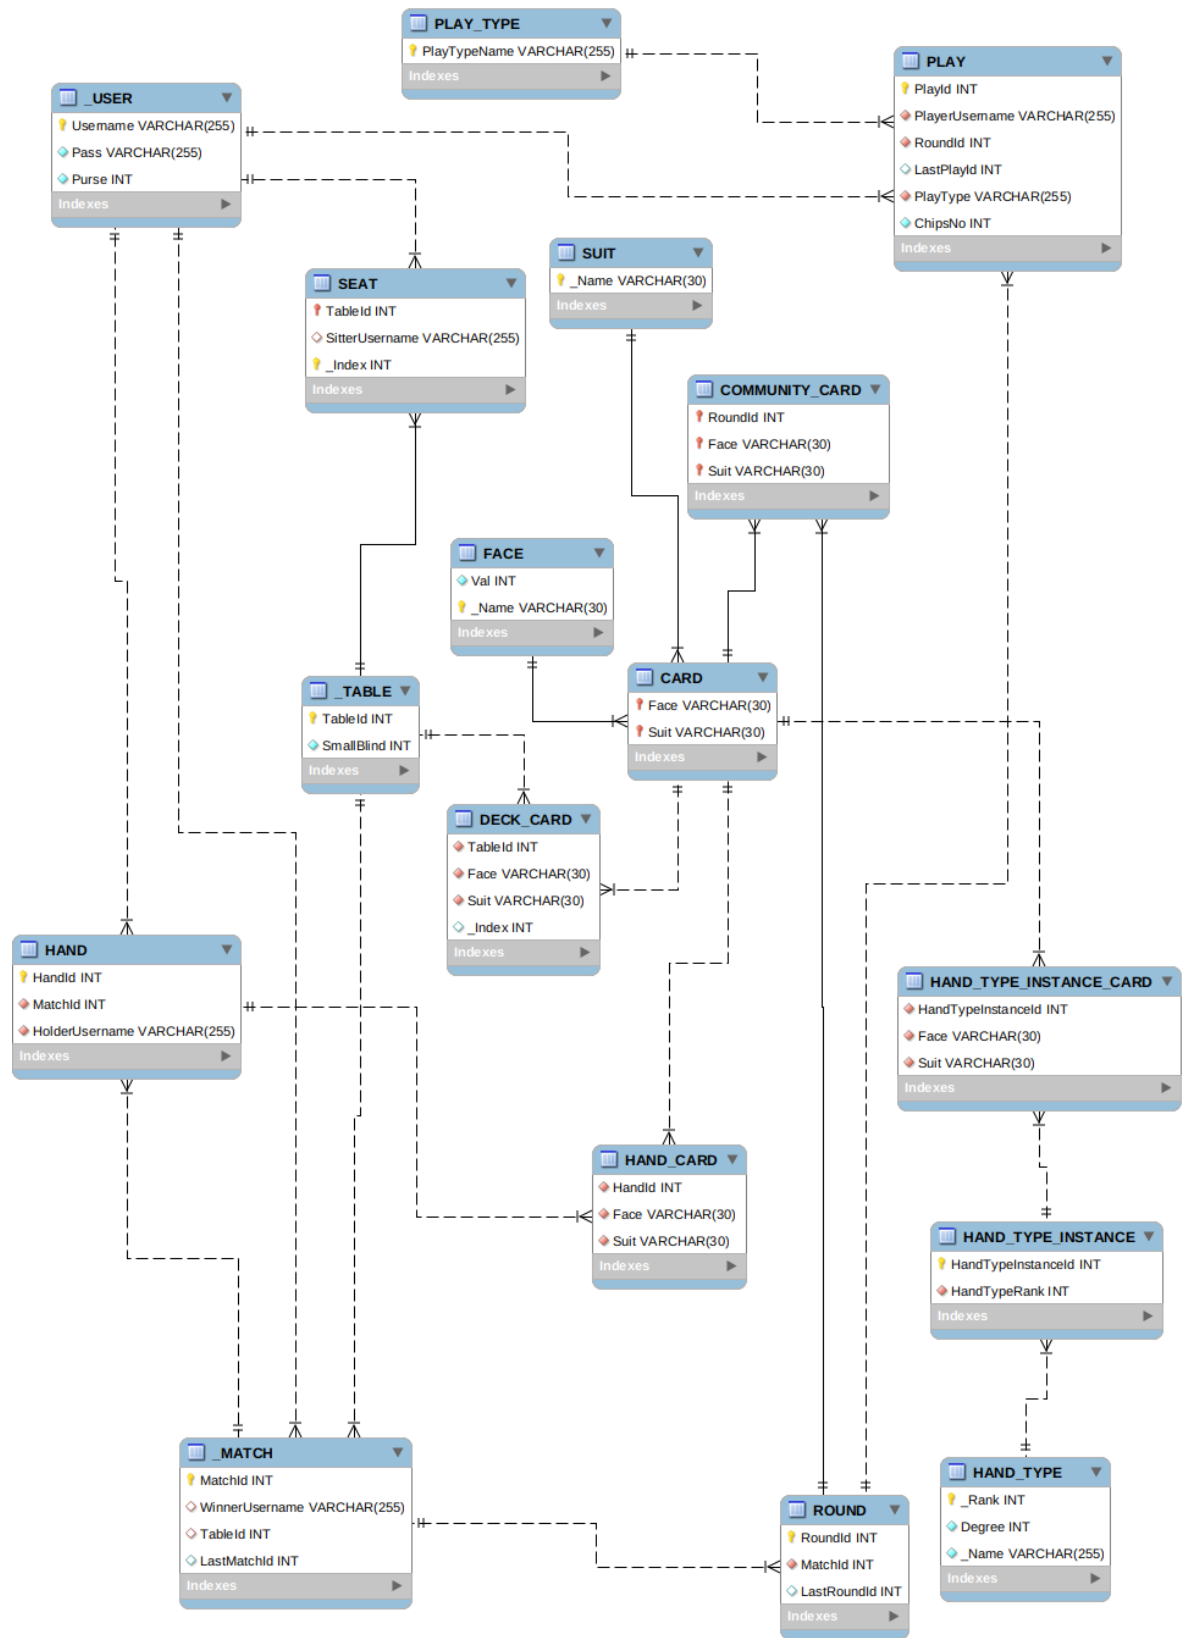 PLAY_TYPE
PlayTypeName VARCHAR(255)
Indexes
PLAY
PlayId INT
PlayerUsername VARCHAR(255)
RoundId INT
LastPlayId INT
PlayType VARCHAR(255)
ChipsNo INT
Indexes
_USER
Username VARCHAR(255)
Pass VARCHAR(255)
Purse INT
Indexes
SUIT
_Name VARCHAR(30)
Indexes
SEAT
TableId INT
SitterUsername VARCHAR(255)
_Index INT
Indexes
COMMUNITY_CARD
RoundId INT
Face VARCHAR(30)
Suit VARCHAR(30)
Indexes
FACE
Val INT
_Name VARCHAR(30)
Indexes
CARD
Face VARCHAR(30)
Suit VARCHAR(30)
Indexes
_TABLE
TableId INT
SmallBlind INT
Indexes
DECK_CARD
TableId INT
Face VARCHAR(30)
Suit VARCHAR(30)
_Index INT
Indexes
HAND
HandId INT
MatchId INT
HolderUsername VARCHAR(255)
Indexes
HAND_TYPE_INSTANCE_CARD
HandTypeInstanceId INT
Face VARCHAR(30)
Suit VARCHAR(30)
Indexes
HAND_CARD
HandId INT
Face VARCHAR(30)
Suit VARCHAR(30)
Indexes
HAND_TYPE_INSTANCE
HandTypeInstanceId INT
HandTypeRank INT
Indexes
_MATCH
MatchId INT
WinnerUsername VARCHAR(255)
TableId INT
LastMatchId INT
Indexes
HAND_TYPE
_Rank INT
Degree INT
_Name VARCHAR(255)
Indexes
ROUND
RoundId INT
MatchId INT
LastRoundId INT
Indexes